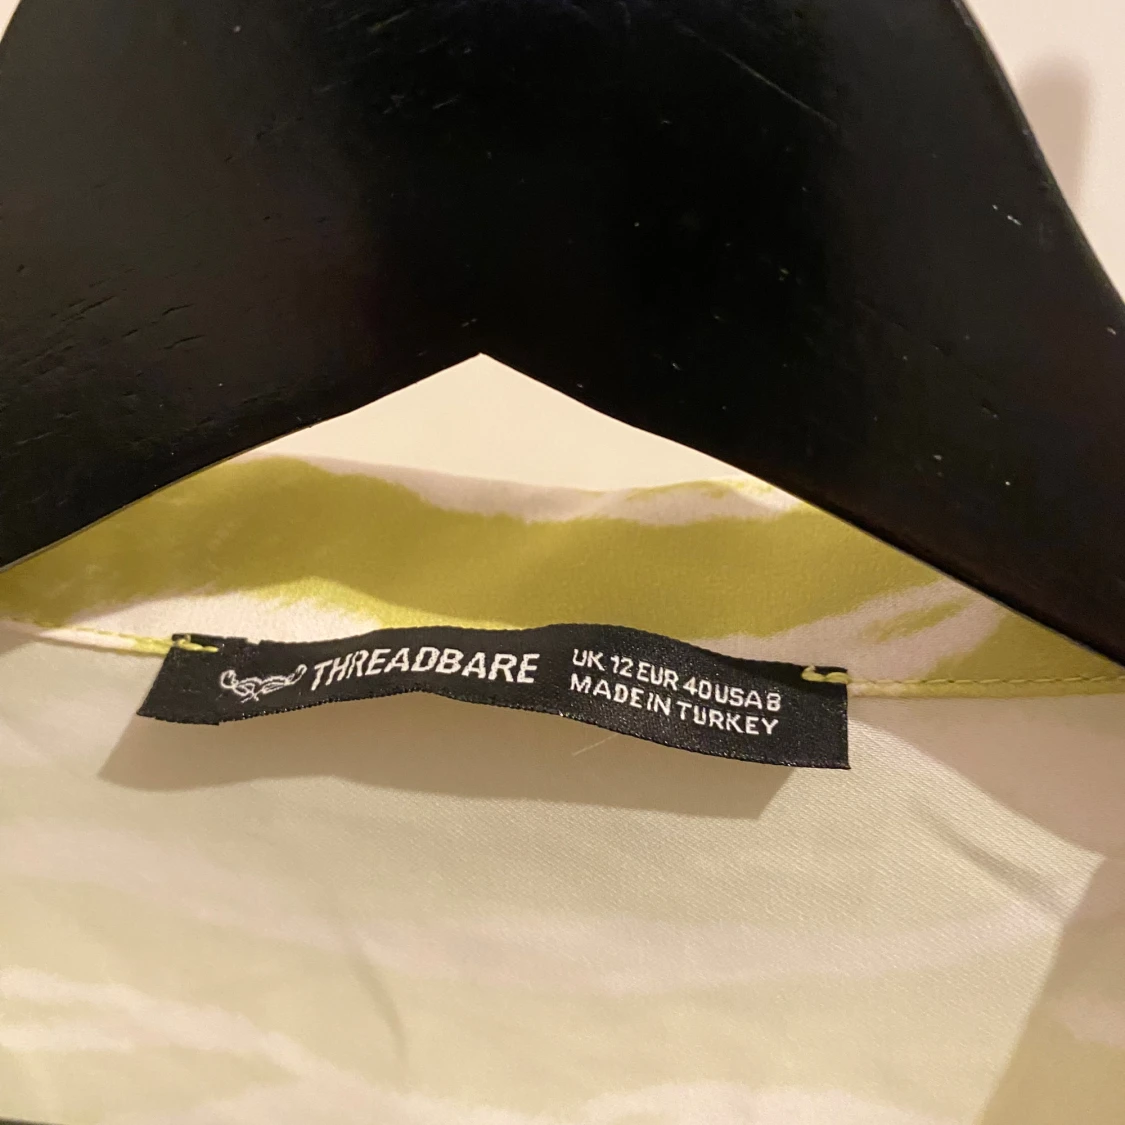 THREADBARE
UK 12 EUR 40 USA 8
MADE IN TURKEY